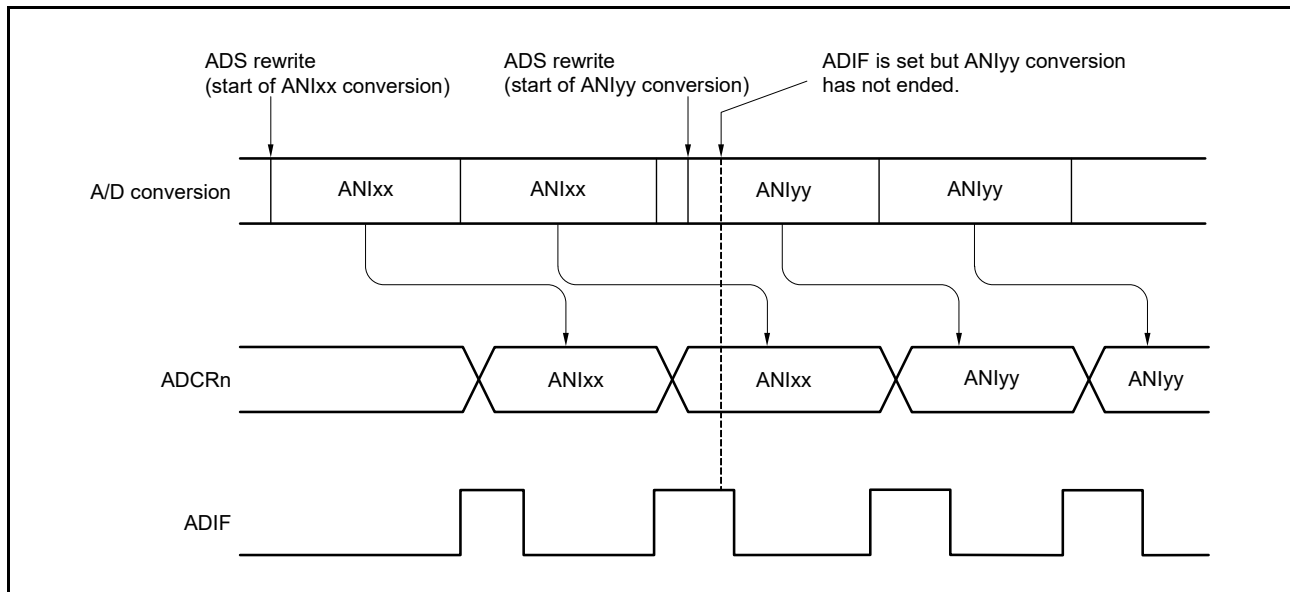 ADS rewrite
(start of ANIxx conversion)
ADS rewrite
(start of ANIyy conversion)
ADIF is set but ANIyy conversion
has not ended.
A/D conversion
ANIxx
ANIxx
ANIyy
ANIyy
ADCRn
ANIxx
ANIxx
ANIyy
ANIyy
ADIF